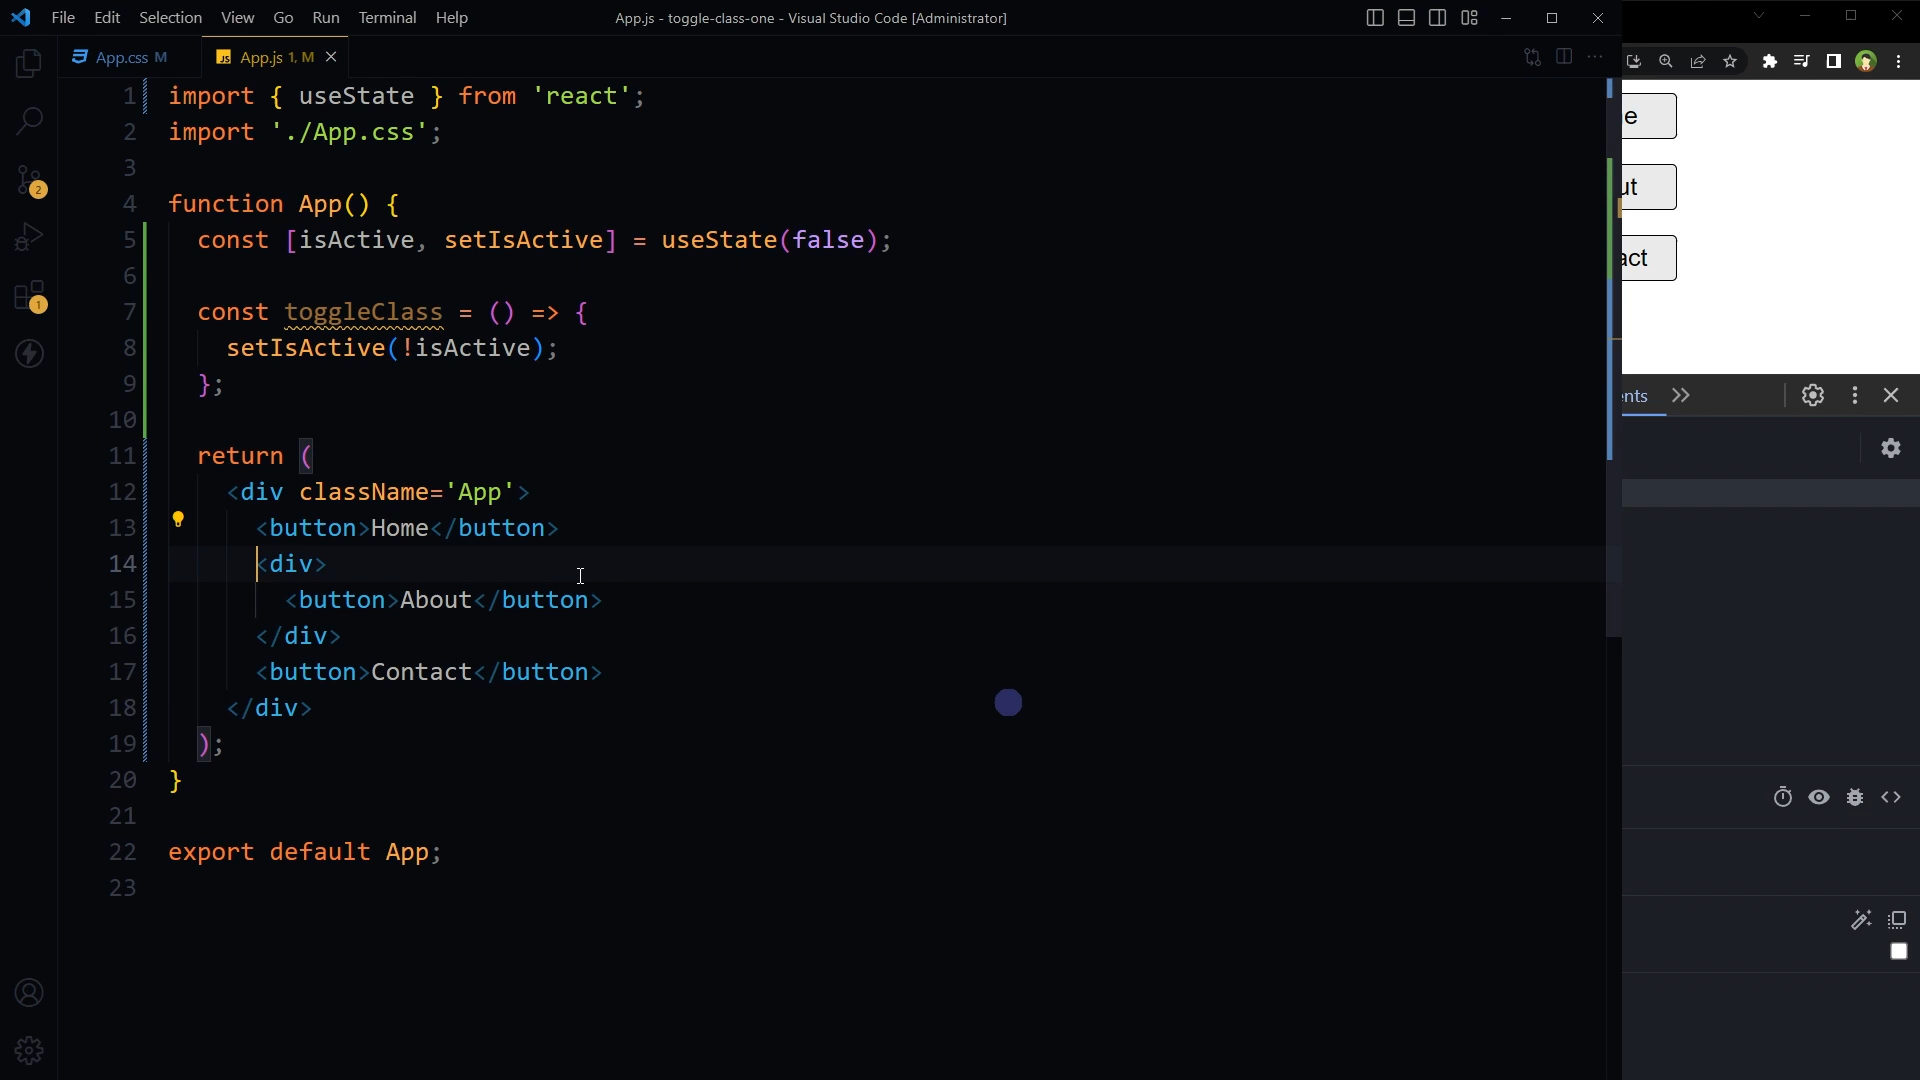 File Edit Selection View Go Run Terminal Help
App.js - toggle-class-one - Visual Studio Code [Administrator]
App.css M
JS App.js 1, M
1 import { useState } from 'react';
2 import './App.css';
3
4 function App() {
5 const [isActive, setIsActive] = useState(false);
6
7 const toggleClass = () => {
8 setIsActive(!isActive);
9 };
10
11 return (
12 <div className='App'>
13 <button>Home</button>
14 <div>
15 <button>About</button>
16 </div>
17 <button>Contact</button>
18 </div>
19 );
20 }
21
22 export default App;
23
2
1
e
ut
act
ents